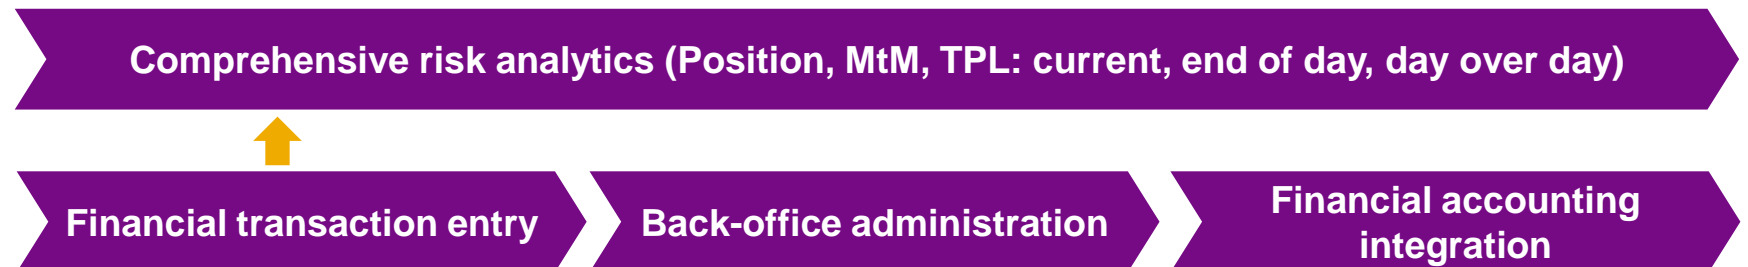 Comprehensive risk analytics (Position, MtM, TPL: current, end of day, day over day)
Financial transaction entry
Back-office administration
Financial accounting
integration